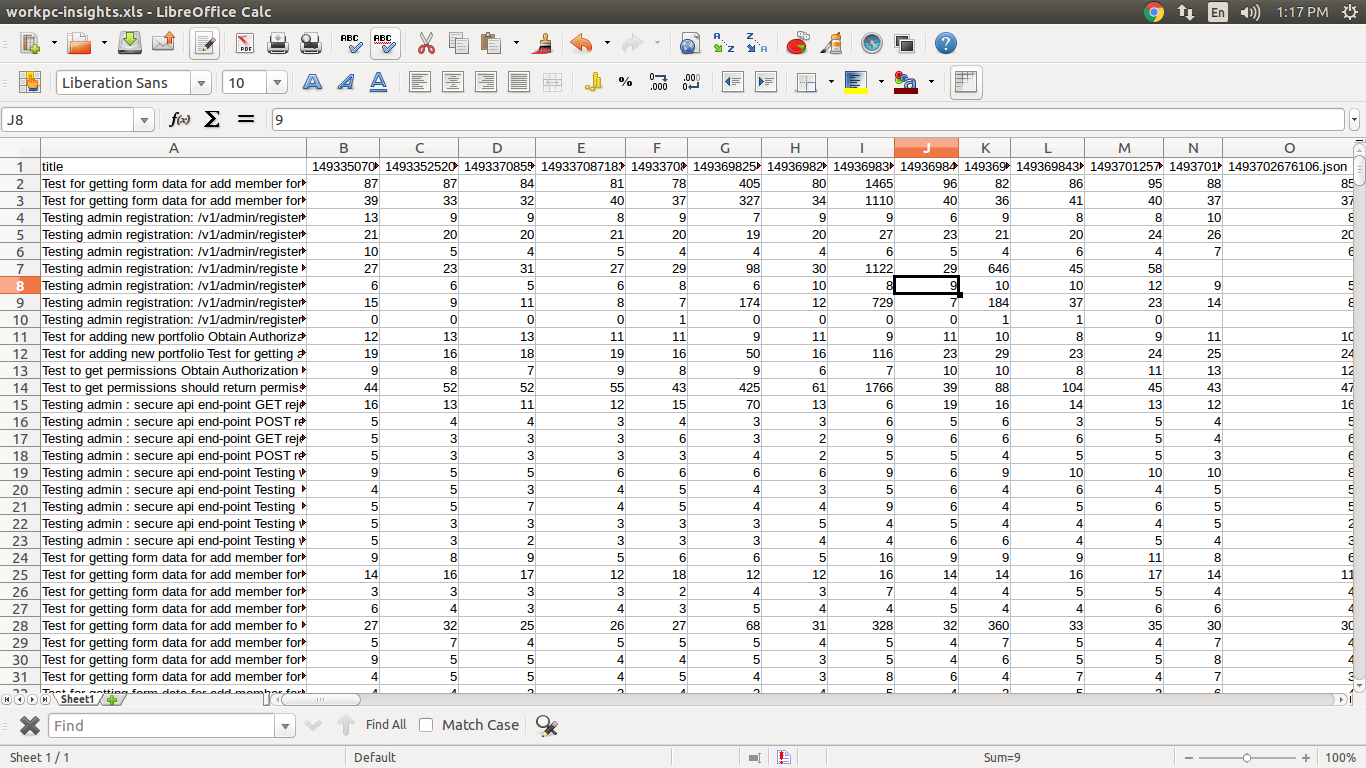 workpc-insights.xls - LibreOffice Calc En 1:17 PM
ABC ABC
Liberation Sans 10
J8 9
A B C D E F G H I J K L M N O
1 title 149335070 1493352520 1493370855 149337087183 14933708 149369825 14936982 14936983 14936984 149369 149369843 1493701257 1493701 1493702676106.json
2 Test for getting form data for add member for 87 87 84 81 78 405 80 1465 96 82 86 95 88 85
3 Test for getting form data for add member for 39 33 32 40 37 327 34 1110 40 36 41 40 37 37
4 Testing admin registration: /v1/admin/register 13 9 9 8 9 7 9 9 6 9 8 8 10 8
5 Testing admin registration: /v1/admin/register 21 20 20 21 20 19 20 27 23 21 20 24 26 20
6 Testing admin registration: /v1/admin/register 10 5 4 5 4 4 4 6 5 4 6 4 7 6
7 Testing admin registration: /v1/admin/registe 27 23 31 27 29 98 30 1122 29 646 45 58
8 Testing admin registration: /v1/admin/register 6 6 5 6 8 6 10 8 9 10 10 12 9 5
9 Testing admin registration: /v1/admin/register 15 9 11 8 7 174 12 729 7 184 37 23 14 8
10 Testing admin registration: /v1/admin/register 0 0 0 0 1 0 0 0 0 1 1 0
11 Test for adding new portfolio Obtain Authoriza 12 13 13 11 11 9 11 9 11 10 8 9 11 10
12 Test for adding new portfolio Test for getting a 19 16 18 19 16 50 16 116 23 29 23 24 25 24
13 Test to get permissions Obtain Authorization 9 8 7 9 8 9 6 7 10 10 8 11 13 12
14 Test to get permissions should return permis 44 52 52 55 43 425 61 1766 39 88 104 45 43 47
15 Testing admin : secure api end-point GET reje 16 13 11 12 15 70 13 6 19 16 14 13 12 16
16 Testing admin : secure api end-point POST re 5 4 4 3 4 3 3 6 5 6 3 5 4 5
17 Testing admin : secure api end-point GET reje 5 3 3 3 6 3 2 9 6 6 6 5 4 6
18 Testing admin : secure api end-point POST re 5 3 3 3 3 4 2 5 5 4 5 5 3 6
19 Testing admin : secure api end-point Testing w 9 5 5 6 6 6 6 9 6 9 10 10 10 8
20 Testing admin : secure api end-point Testing 4 5 3 4 5 4 3 5 6 4 6 4 5 5
21 Testing admin : secure api end-point Testing 5 5 7 4 5 4 4 9 6 4 5 6 5 5
22 Testing admin : secure api end-point Testing w 5 3 3 3 3 3 5 4 5 4 4 4 5 2
23 Testing admin : secure api end-point Testing w 5 3 2 3 3 3 4 4 6 6 4 5 4 3
24 Test for getting form data for add member for 9 8 9 5 6 6 5 16 9 9 9 11 8 6
25 Test for getting form data for add member for 14 16 17 12 18 12 12 16 14 14 16 17 14 11
26 Test for getting form data for add member for 3 3 3 3 2 4 3 7 4 4 5 5 4 4
27 Test for getting form data for add member for 6 4 3 4 3 5 4 4 5 4 4 6 6 4
28 Test for getting form data for add member fo 27 32 25 26 27 68 31 328 32 360 33 35 30 30
29 Test for getting form data for add member for 5 7 4 5 5 5 4 5 4 7 5 4 7 4
30 Test for getting form data for add member for 9 5 5 4 4 5 3 5 4 6 5 5 8 4
31 Test for getting form data for add member for 4 5 5 4 5 4 3 8 6 4 7 4 7 3
Sheet1
Find Find All Match Case
Sheet 1 / 1 Default Sum=9 100%